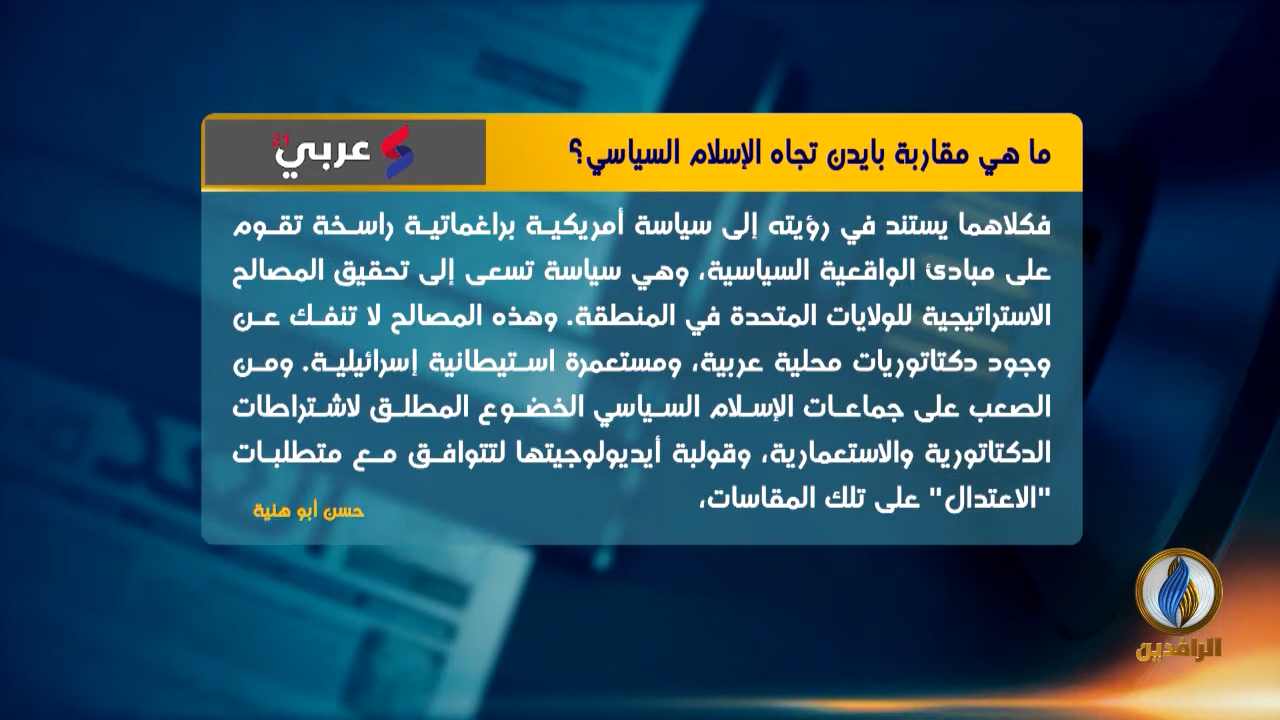 ما هي مقاربة بايدن تجاه الإسلام السياسي؟
عربي 21
فكلاهما يستند في رؤيته إلى سياسة أمريكية براغماتية راسخة تقوم
على مبادئ الواقعية السياسية، وهي سياسة تسعى إلى تحقيق المصالح
الاستراتيجية للولايات المتحدة في المنطقة. وهذه المصالح لا تنفك عن
وجود دكتاتوريات محلية عربية، ومستعمرة استيطانية إسرائيلية. ومن
الصعب على جماعات الإسلام السياسي الخضوع المطلق لاشتراطات
الدكتاتورية والاستعمارية، وقولبة أيديولوجيتها لتتوافق مع متطلبات
"الاعتدال" على تلك المقاسات،
حسن أبو هنية
الرافدين